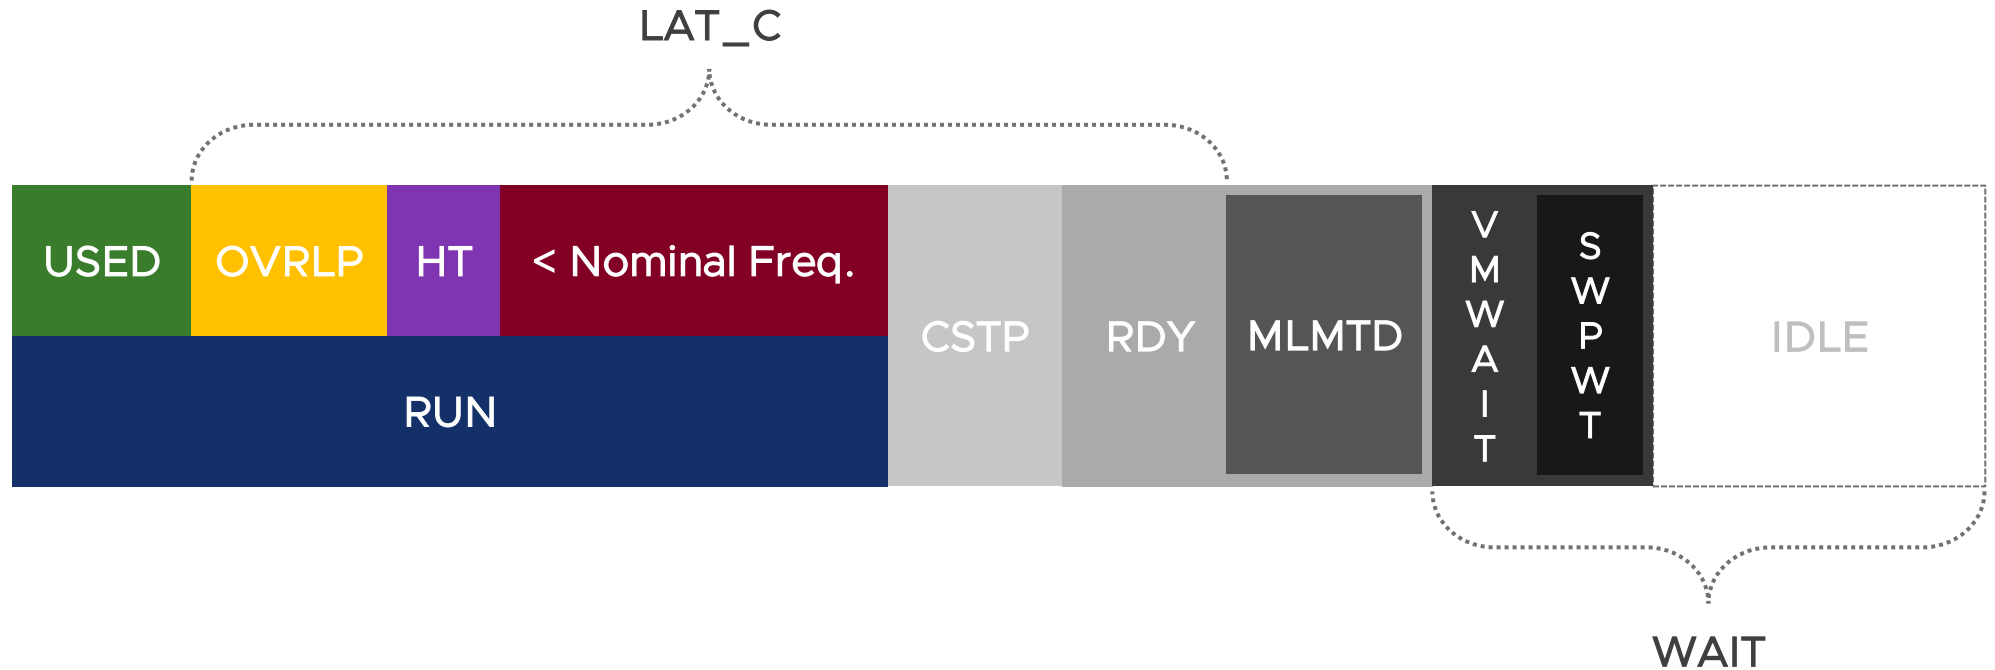 LAT_C
USED
OVRLP
HT
< Nominal Freq.
RUN
CSTP
RDY
MLMTD
VMWAIT
SWPWT
IDLE
WAIT